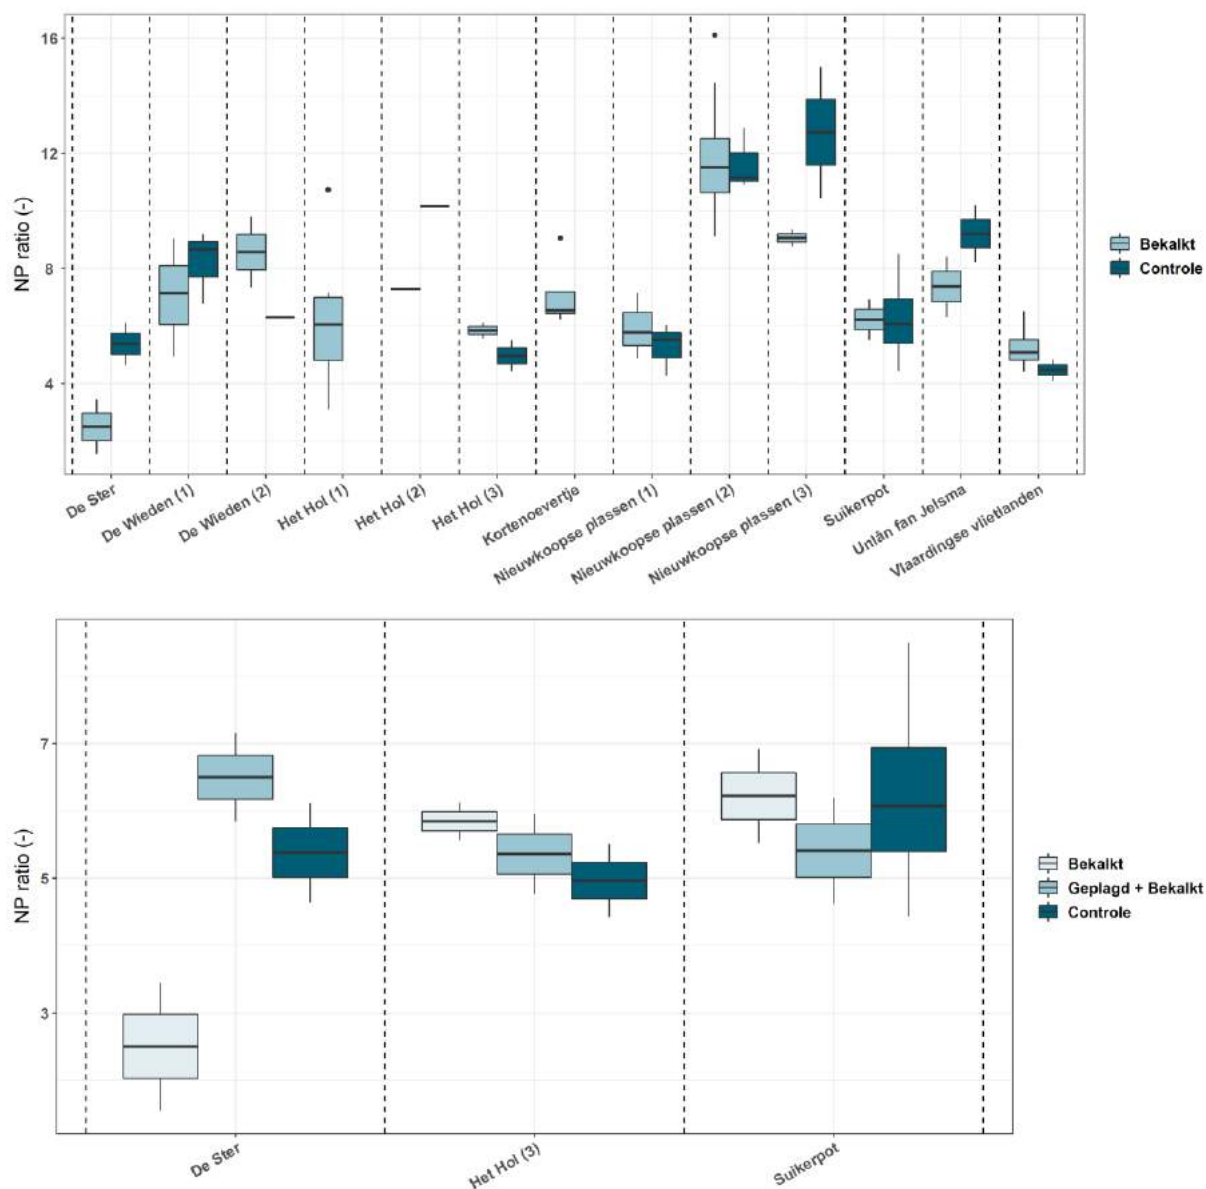 16
12
8
4
NP ratio (-)
De Ster
De Wieden (1)
De Wieden (2)
Het Hol (1)
Het Hol (2)
Het Hol (3)
Kortenoevertje
Nieuwkoopse plassen (1)
Nieuwkoopse plassen (2)
Nieuwkoopse plassen (3)
Suikerpot
Unlân fan Jelsma
Vlaardingse vlietlanden
Bekalkt
Controle
7
5
3
NP ratio (-)
De Ster
Het Hol (3)
Suikerpot
Bekalkt
Geplagd + Bekalkt
Controle